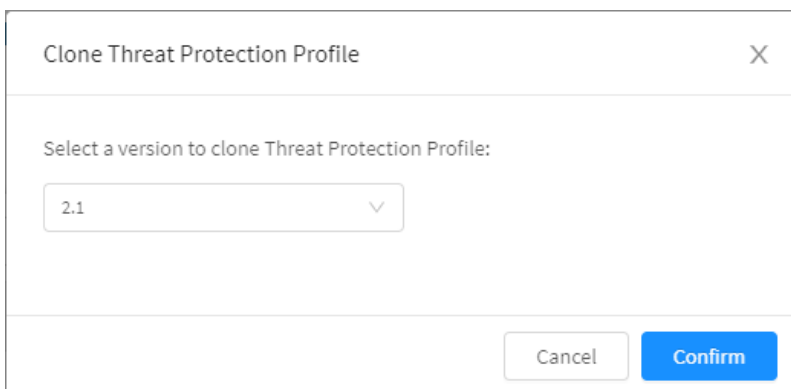 Clone Threat Protection Profile
Select a version to clone Threat Protection Profile:
2.1
Cancel
Confirm